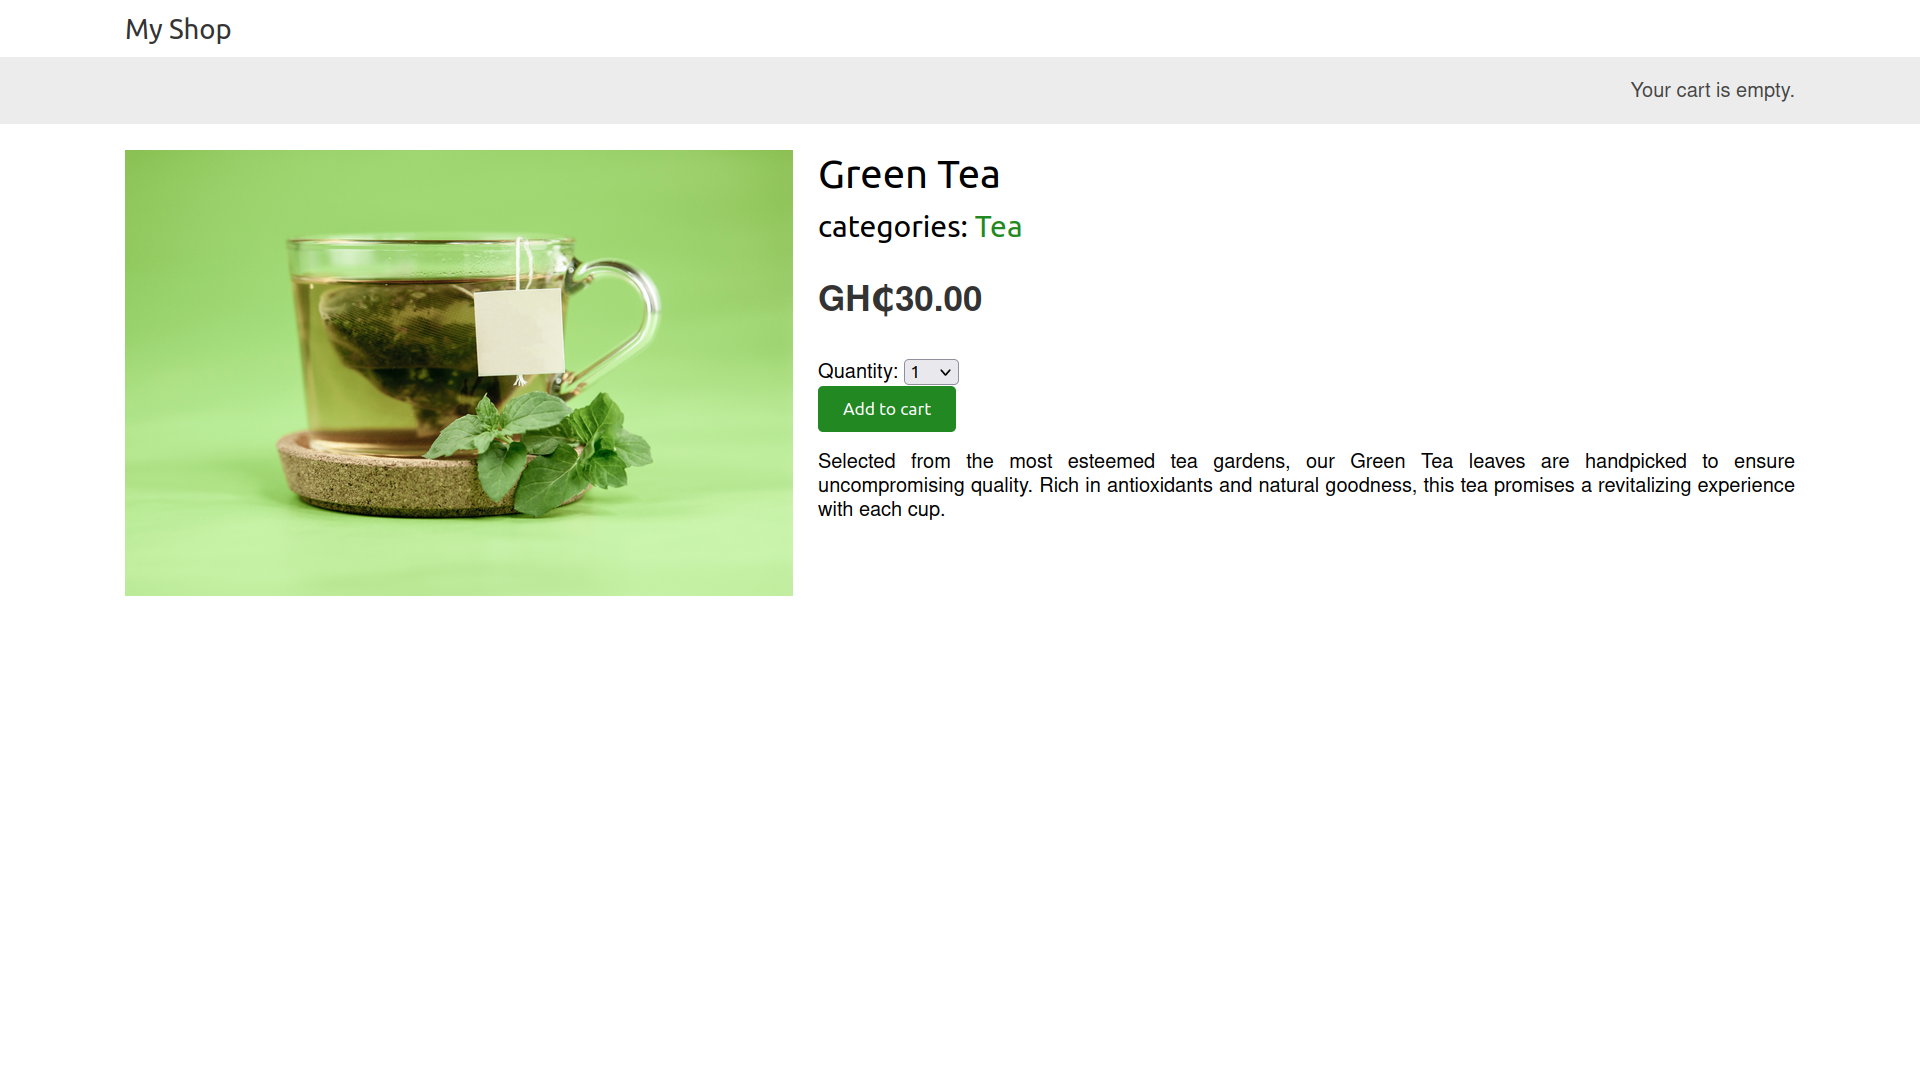 My Shop
Your cart is empty.
Green Tea
categories: Tea
GH₵30.00
Quantity: 1
Add to cart
Selected from the most esteemed tea gardens, our Green Tea leaves are handpicked to ensure
uncompromising quality. Rich in antioxidants and natural goodness, this tea promises a revitalizing experience
with each cup.